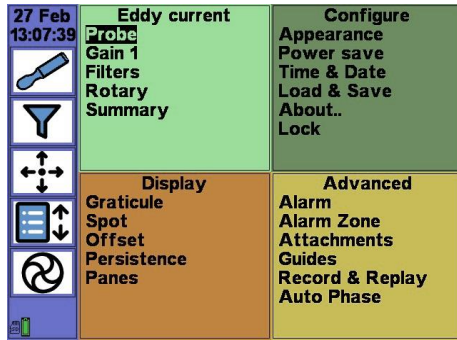 27 Feb
13:07:39
Eddy current
Probe
Gain 1
Filters
Rotary
Summary
Configure
Appearance
Power save
Time & Date
Load & Save
About..
Lock
Display
Graticule
Spot
Offset
Persistence
Panes
Advanced
Alarm
Alarm Zone
Attachments
Guides
Record & Replay
Auto Phase